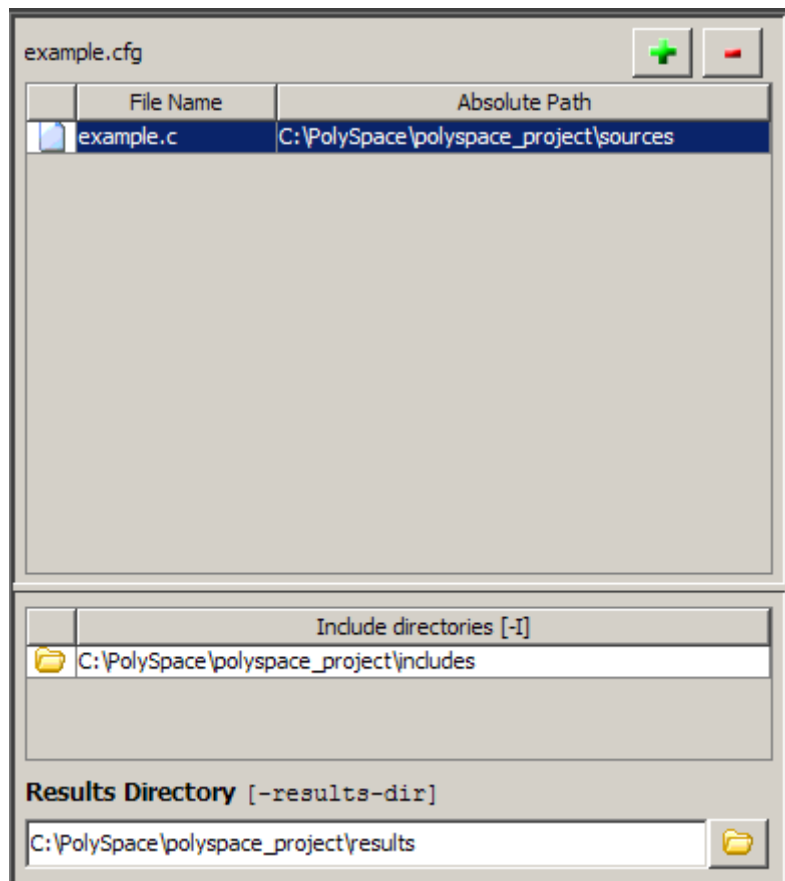 example.cfg
File Name Absolute Path
example.c C:\PolySpace\polyspace_project\sources
Include directories [-I]
C:\PolySpace\polyspace_project\includes
Results Directory [-results-dir]
C:\PolySpace\polyspace_project\results